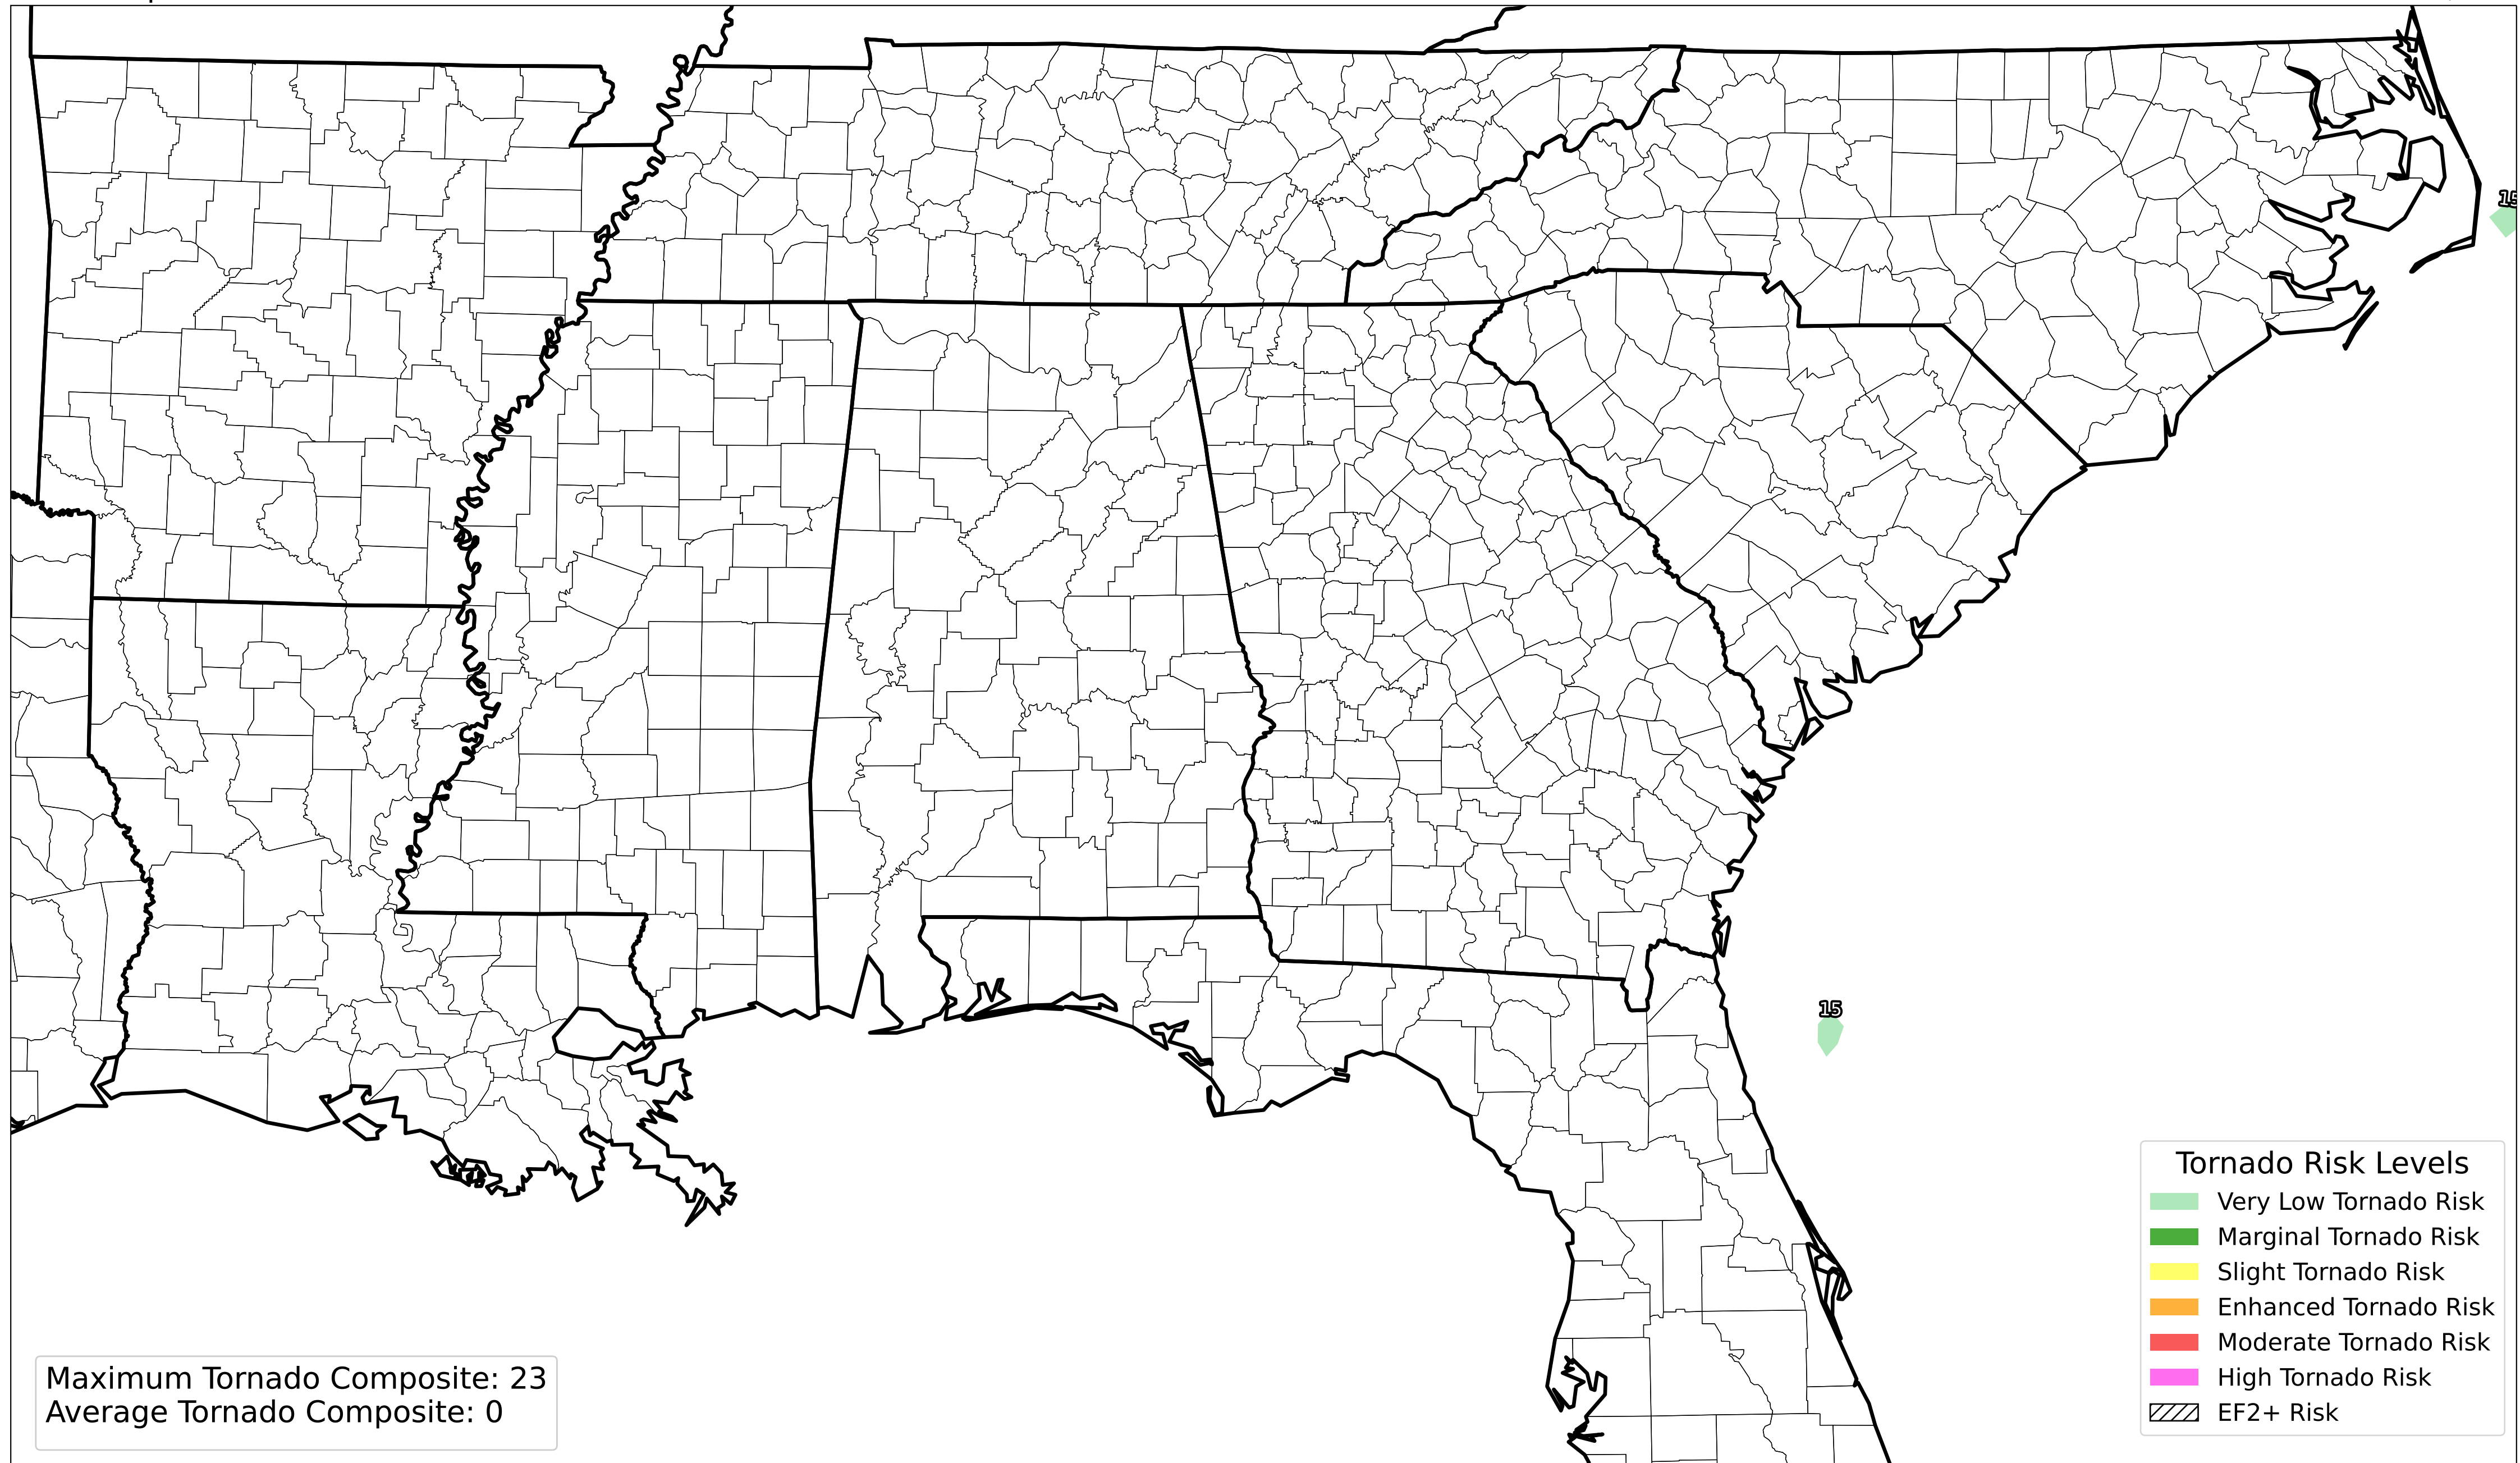 15
15
Tornado Risk Levels
Very Low Tornado Risk
Marginal Tornado Risk
Slight Tornado Risk
Enhanced Tornado Risk
Moderate Tornado Risk
High Tornado Risk
EF2+ Risk
Maximum Tornado Composite: 23
Average Tornado Composite: 0